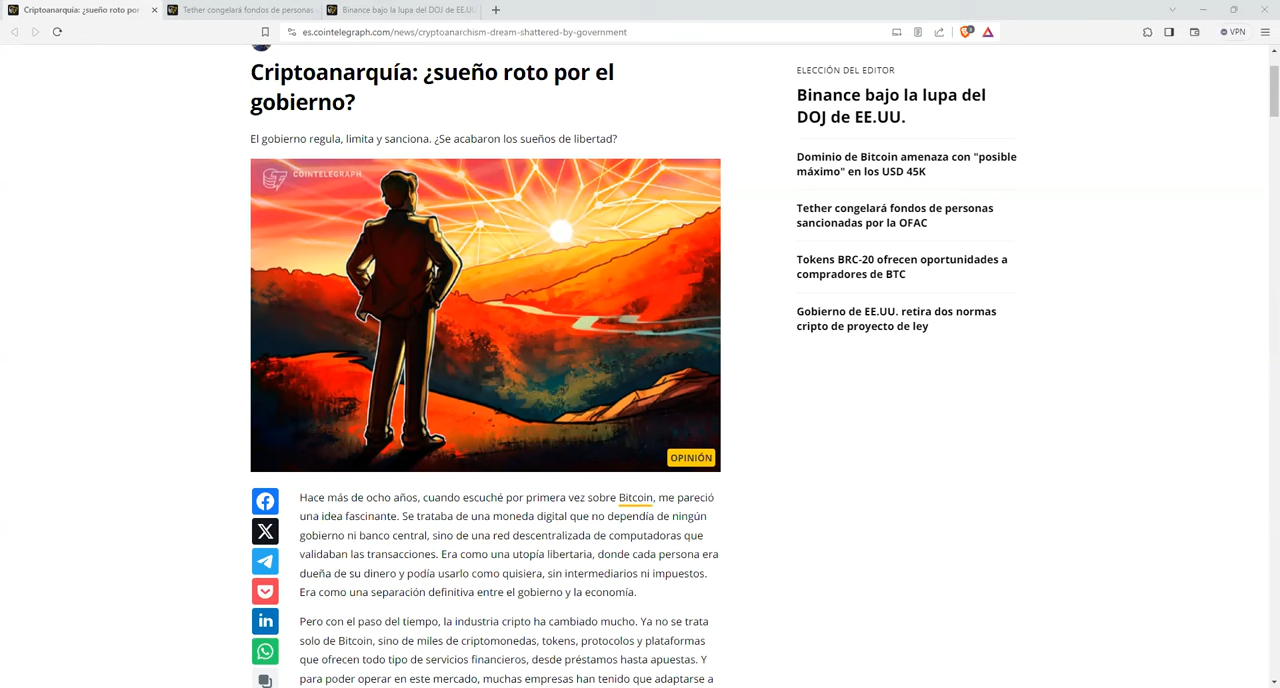 Criptoanarquía: ¿sueño roto por
Tether congelará fondos de personas
Binance bajo la lupa del DOJ de EE.UU.
VPN
es.cointelegraph.com/news/cryptoanarchism-dream-shattered-by-government
Criptoanarquía: ¿sueño roto por el
gobierno?
El gobierno regula, limita y sanciona. ¿Se acabaron los sueños de libertad?
COINTELEGRAPH
OPINIÓN
Hace más de ocho años, cuando escuché por primera vez sobre Bitcoin, me pareció
una idea fascinante. Se trataba de una moneda digital que no dependía de ningún
gobierno ni banco central, sino de una red descentralizada de computadoras que
validaban las transacciones. Era como una utopía libertaria, donde cada persona era
dueña de su dinero y podía usarlo como quisiera, sin intermediarios ni impuestos.
Era como una separación definitiva entre el gobierno y la economía.
Pero con el paso del tiempo, la industria cripto ha cambiado mucho. Ya no se trata
solo de Bitcoin, sino de miles de criptomonedas, tokens, protocolos y plataformas
que ofrecen todo tipo de servicios financieros, desde préstamos hasta apuestas. Y
para poder operar en este mercado, muchas empresas han tenido que adaptarse a
ELECCIÓN DEL EDITOR
Binance bajo la lupa del
DOJ de EE.UU.
Dominio de Bitcoin amenaza con "posible
máximo" en los USD 45K
Tether congelará fondos de personas
sancionadas por la OFAC
Tokens BRC-20 ofrecen oportunidades a
compradores de BTC
Gobierno de EE.UU. retira dos normas
cripto de proyecto de ley